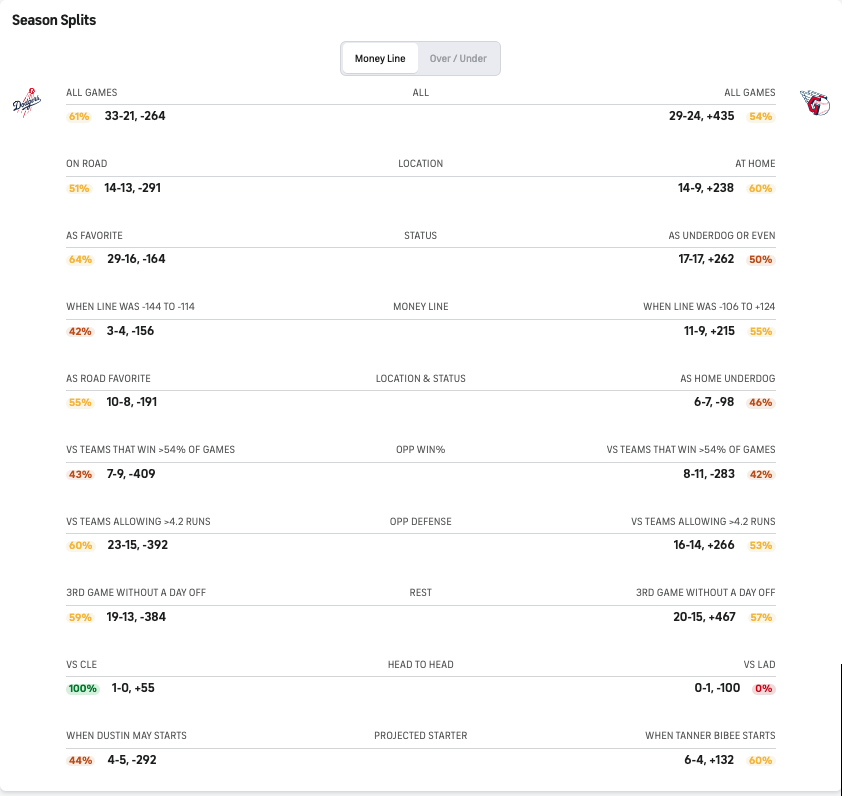 Season Splits
Money Line Over / Under
Dodgers
ALL GAMES ALL ALL GAMES
61% 33-21, -264 29-24, +435 54%
ON ROAD LOCATION AT HOME
51% 14-13, -291 14-9, +238 60%
AS FAVORITE STATUS AS UNDERDOG OR EVEN
64% 29-16, -164 17-17, +262 50%
WHEN LINE WAS -144 TO -114 MONEY LINE WHEN LINE WAS -106 TO +124
42% 3-4, -156 11-9, +215 55%
AS ROAD FAVORITE LOCATION & STATUS AS HOME UNDERDOG
55% 10-8, -191 6-7, -98 46%
VS TEAMS THAT WIN >54% OF GAMES OPP WIN% VS TEAMS THAT WIN >54% OF GAMES
43% 7-9, -409 8-11, -283 42%
VS TEAMS ALLOWING >4.2 RUNS OPP DEFENSE VS TEAMS ALLOWING >4.2 RUNS
60% 23-15, -392 16-14, +266 53%
3RD GAME WITHOUT A DAY OFF REST 3RD GAME WITHOUT A DAY OFF
59% 19-13, -384 20-15, +467 57%
VS CLE HEAD TO HEAD VS LAD
100% 1-0, +55 0-1, -100 0%
WHEN DUSTIN MAY STARTS PROJECTED STARTER WHEN TANNER BIBEE STARTS
44% 4-5, -292 6-4, +132 60%